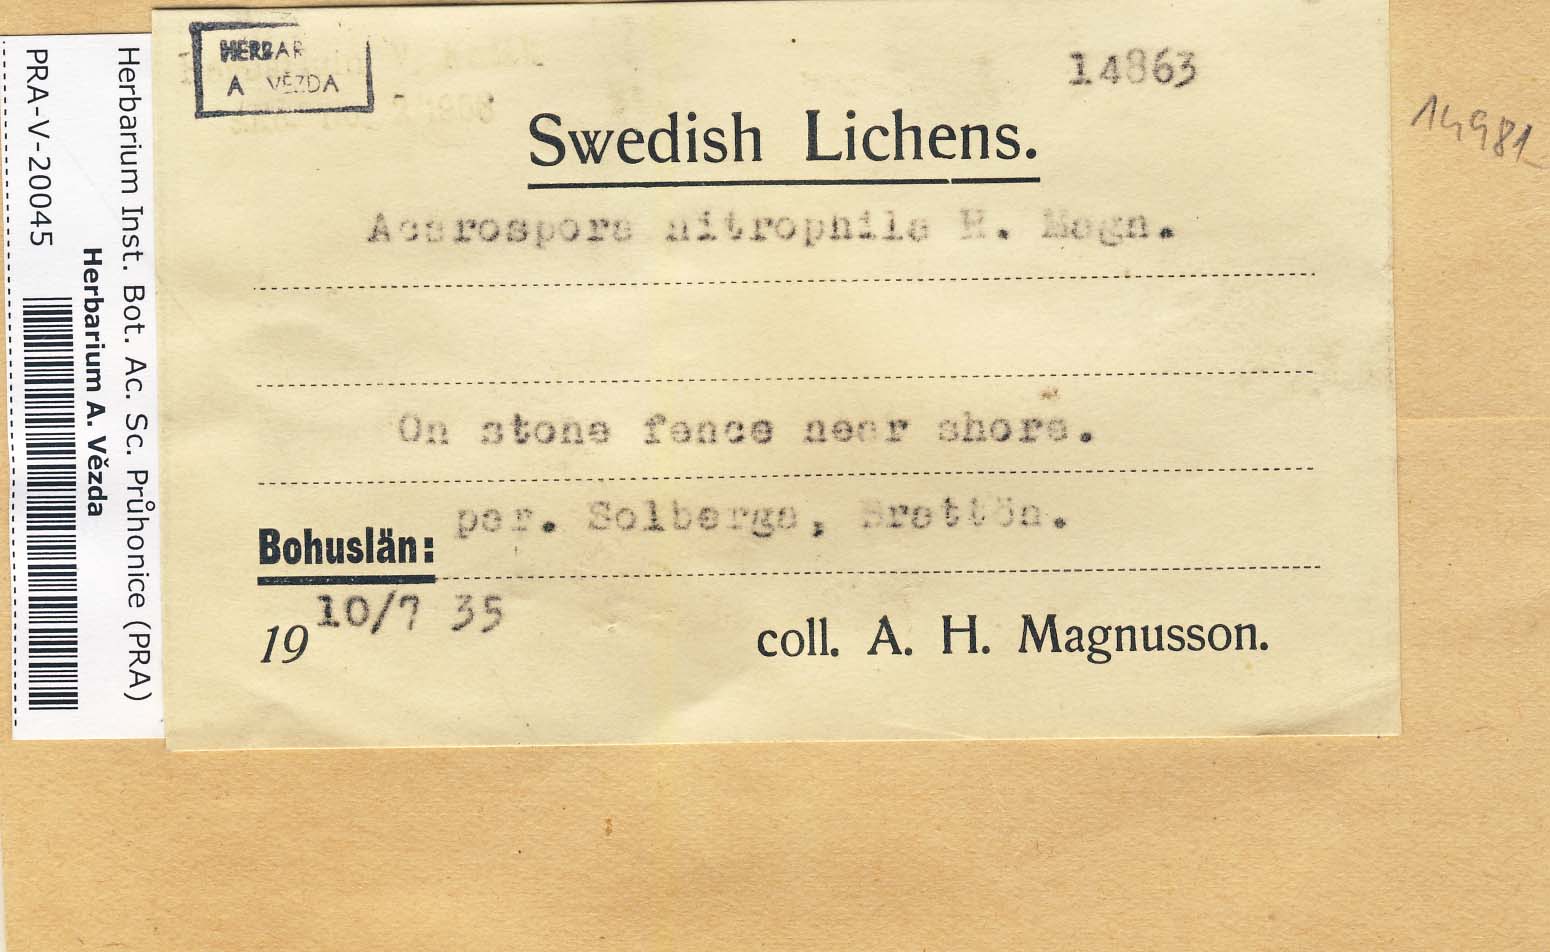 HERBAR
A VĚZDA
14863
14981
Swedish Lichens.
Acarospora nitrophila H. Magn.
On stone fence near shore.
Bohuslän: par. Solberga, Brattön.
19 10/7 35
coll. A. H. Magnusson.
PRA-V-20045
Herbarium A. Vězda
Herbarium Inst. Bot. Ac. Sc. Průhonice (PRA)